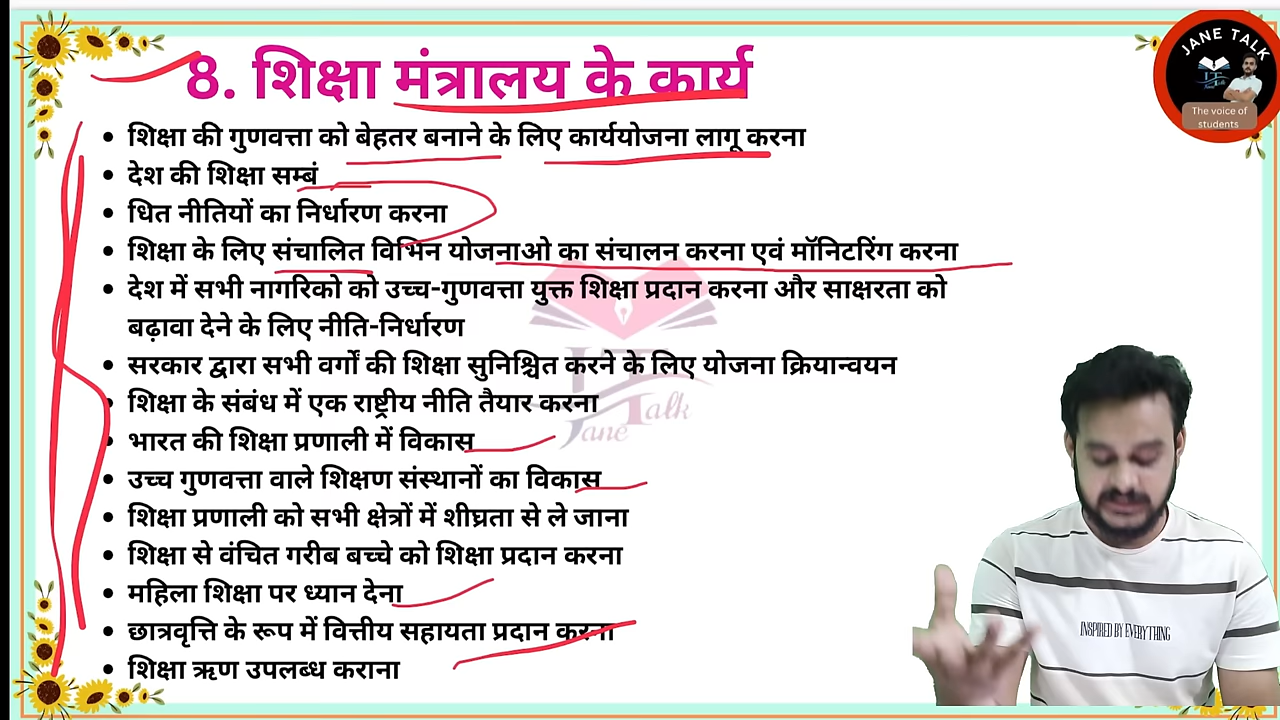 8. शिक्षा मंत्रालय के कार्य
JANE TALK
The voice of
students
• शिक्षा की गुणवत्ता को बेहतर बनाने के लिए कार्ययोजना लागू करना
• देश की शिक्षा सम्बं
• धित नीतियों का निर्धारण करना
• शिक्षा के लिए संचालित विभिन योजनाओ का संचालन करना एवं मॉनिटरिंग करना
• देश में सभी नागरिको को उच्च-गुणवत्ता युक्त शिक्षा प्रदान करना और साक्षरता को
बढ़ावा देने के लिए नीति-निर्धारण
• सरकार द्वारा सभी वर्गों की शिक्षा सुनिश्चित करने के लिए योजना क्रियान्वयन
• शिक्षा के संबंध में एक राष्ट्रीय नीति तैयार करना
• भारत की शिक्षा प्रणाली में विकास
• उच्च गुणवत्ता वाले शिक्षण संस्थानों का विकास
• शिक्षा प्रणाली को सभी क्षेत्रों में शीघ्रता से ले जाना
• शिक्षा से वंचित गरीब बच्चे को शिक्षा प्रदान करना
• महिला शिक्षा पर ध्यान देना
• छात्रवृत्ति के रूप में वित्तीय सहायता प्रदान करना
• शिक्षा ऋण उपलब्ध कराना
Jane Talk
INSPIRED BY EVERYTHING